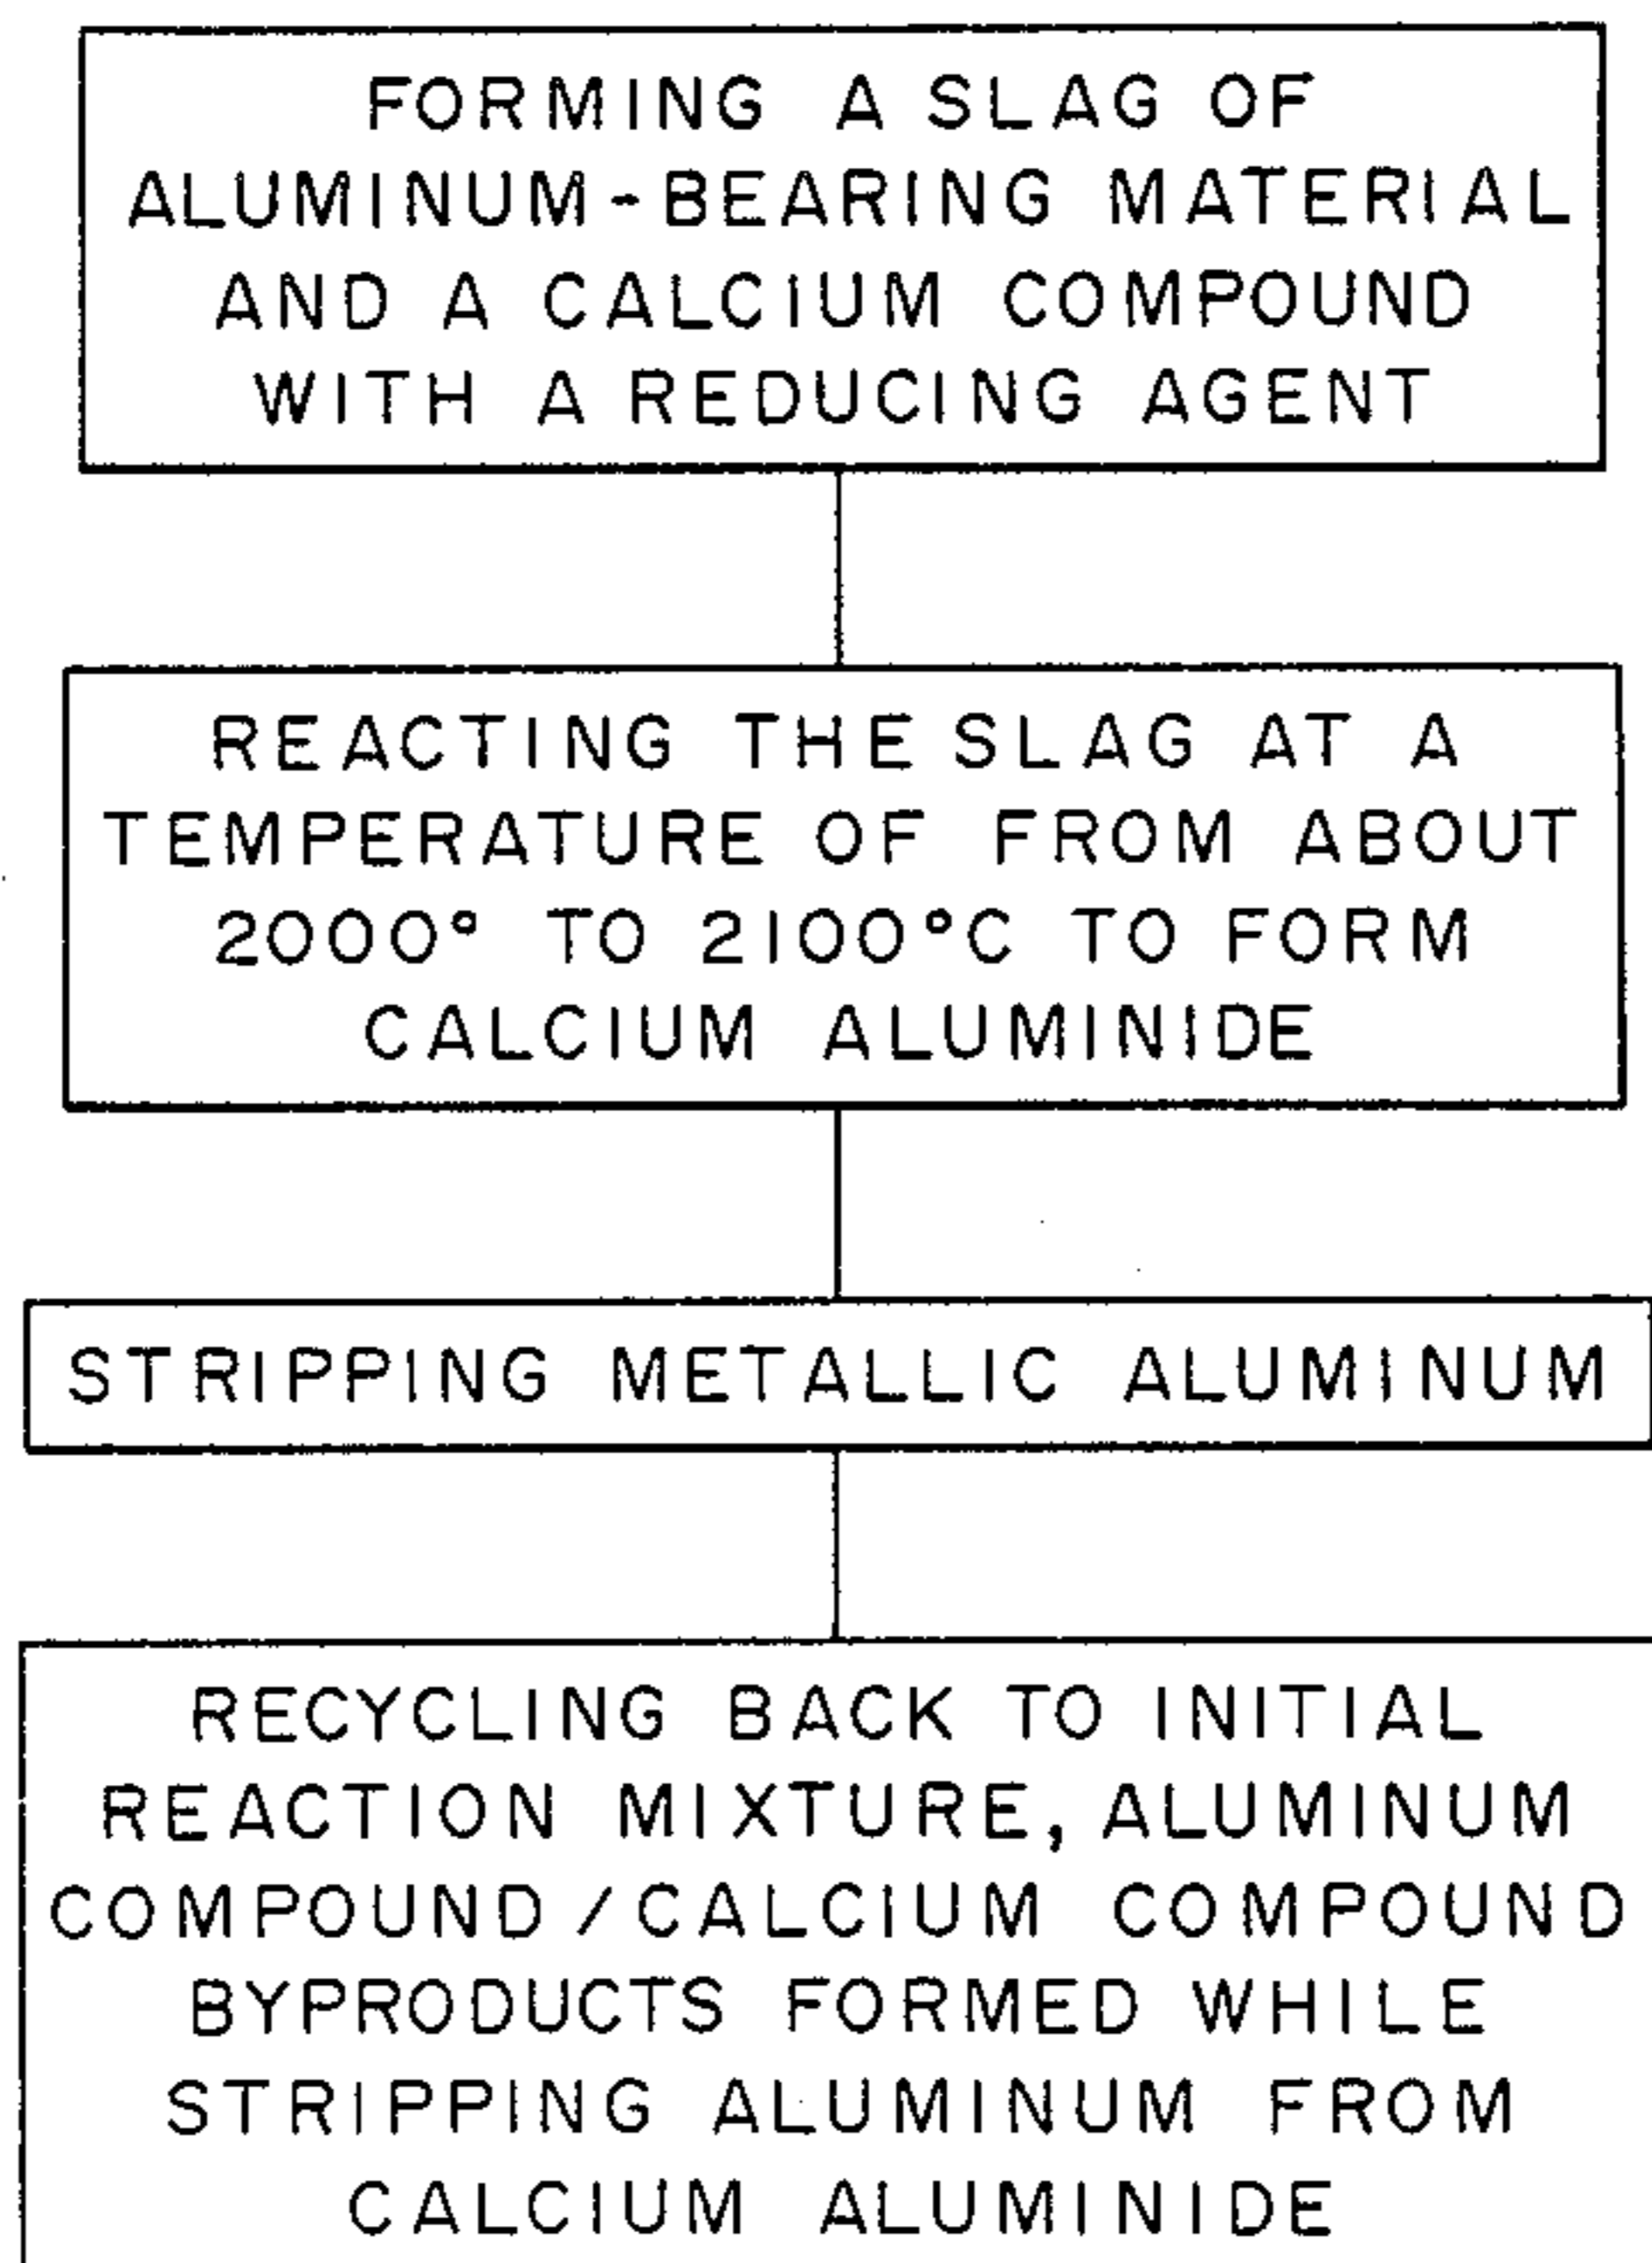 FORMING A SLAG OF
ALUMINUM-BEARING MATERIAL
AND A CALCIUM COMPOUND
WITH A REDUCING AGENT
REACTING THE SLAG AT A
TEMPERATURE OF FROM ABOUT
2000° TO 2100°C TO FORM
CALCIUM ALUMINIDE
STRIPPING METALLIC ALUMINUM
RECYCLING BACK TO INITIAL
REACTION MIXTURE, ALUMINUM
COMPOUND/CALCIUM COMPOUND
BYPRODUCTS FORMED WHILE
STRIPPING ALUMINUM FROM
CALCIUM ALUMINIDE